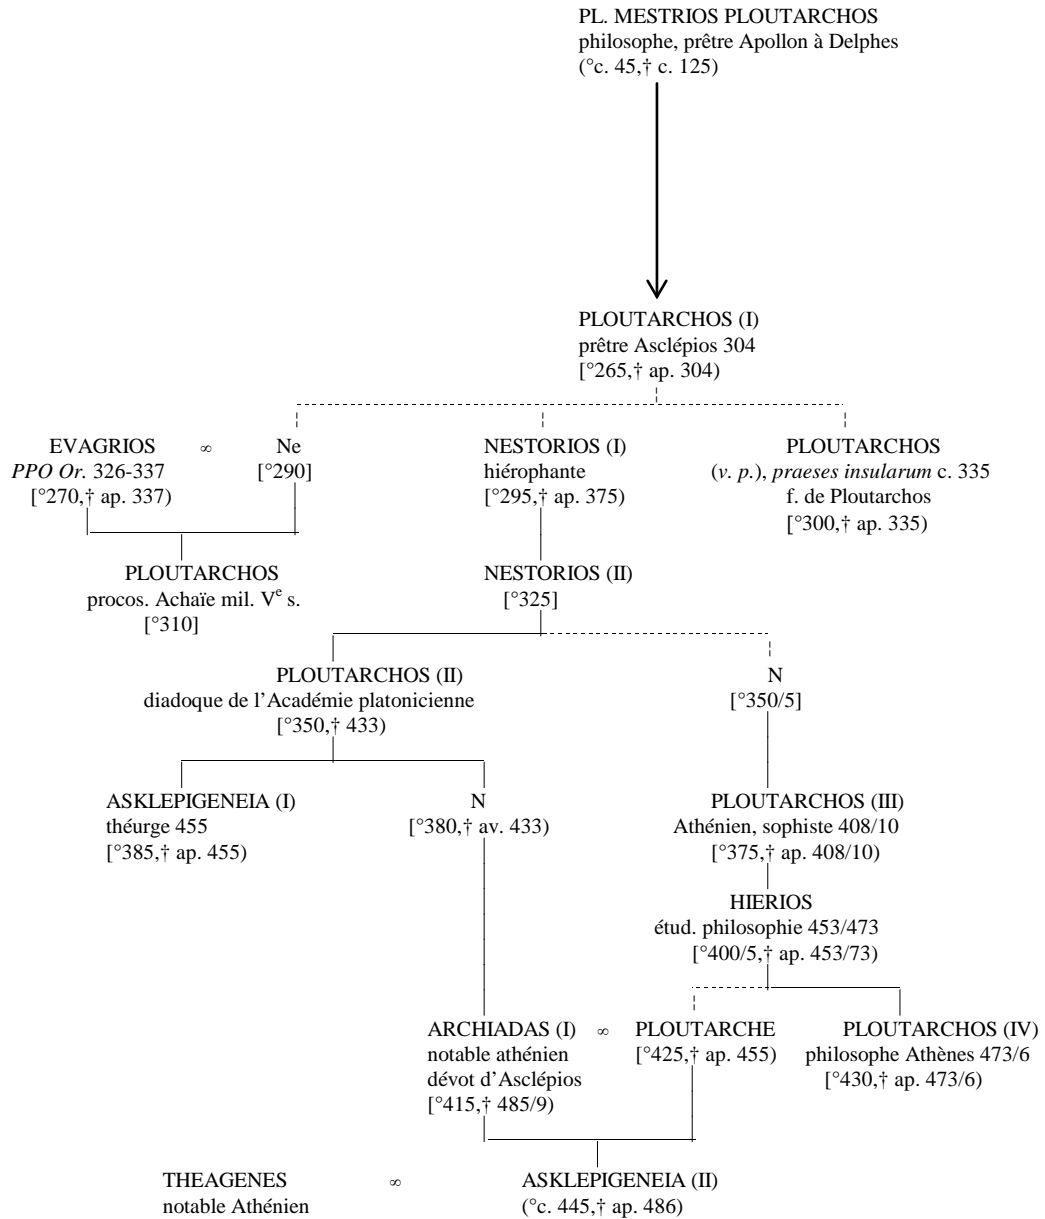 PL. MESTRIOS PLOUTARCHOS
philosophe, prêtre Apollon à Delphes
(°c. 45,† c. 125)
PLOUTARCHOS (I)
prêtre Asclépios 304
[°265,† ap. 304)
EVAGRIOS ∞ Ne
PPO Or. 326-337 [°290]
[°270,† ap. 337)
NESTORIOS (I)
hiérophante
[°295,† ap. 375)
PLOUTARCHOS
(v. p.), praeses insularum c. 335
f. de Ploutarchos
[°300,† ap. 335)
PLOUTARCHOS
procos. Achaïe mil. Ve s.
[°310]
NESTORIOS (II)
[°325]
PLOUTARCHOS (II)
diadoque de l’Académie platonicienne
[°350,† 433)
N
[°350/5]
ASKLEPIGENEIA (I)
théurge 455
[°385,† ap. 455)
N
[°380,† av. 433)
PLOUTARCHOS (III)
Athénien, sophiste 408/10
[°375,† ap. 408/10)
HIERIOS
étud. philosophie 453/473
[°400/5,† ap. 453/73)
ARCHIADAS (I) ∞ PLOUTARCHE
notable athénien [°425,† ap. 455)
dévot d’Asclépios
[°415,† 485/9)
PLOUTARCHOS (IV)
philosophe Athènes 473/6
[°430,† ap. 473/6)
THEAGENES ∞ ASKLEPIGENEIA (II)
notable Athénien (°c. 445,† ap. 486)